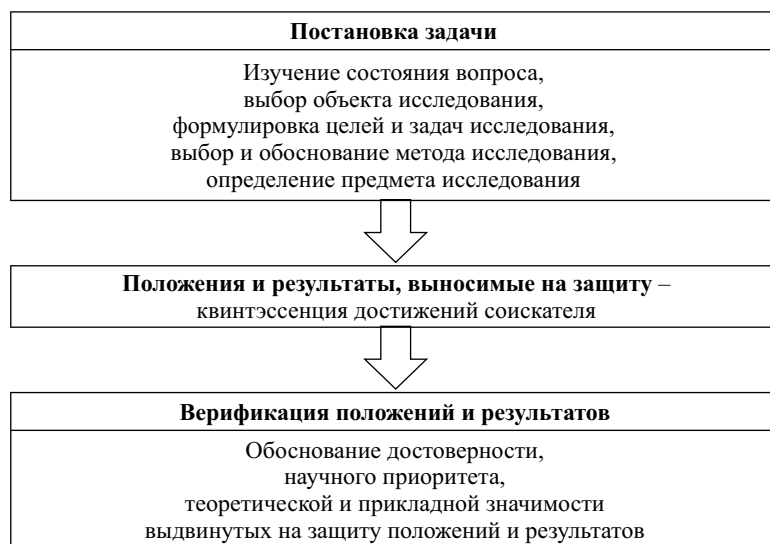 Постановка задачи
Изучение состояния вопроса,
выбор объекта исследования,
формулировка целей и задач исследования,
выбор и обоснование метода исследования,
определение предмета исследования
Положения и результаты, выносимые на защиту –
квинтэссенция достижений соискателя
Верификация положений и результатов
Обоснование достоверности,
научного приоритета,
теоретической и прикладной значимости
выдвинутых на защиту положений и результатов